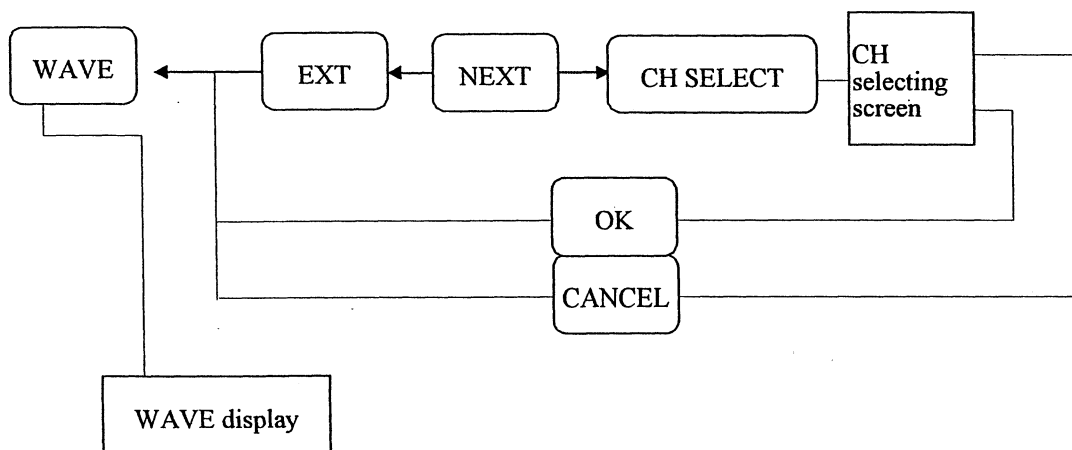 WAVE
EXT
NEXT
CH SELECT
CH
selecting
screen
OK
CANCEL
WAVE display